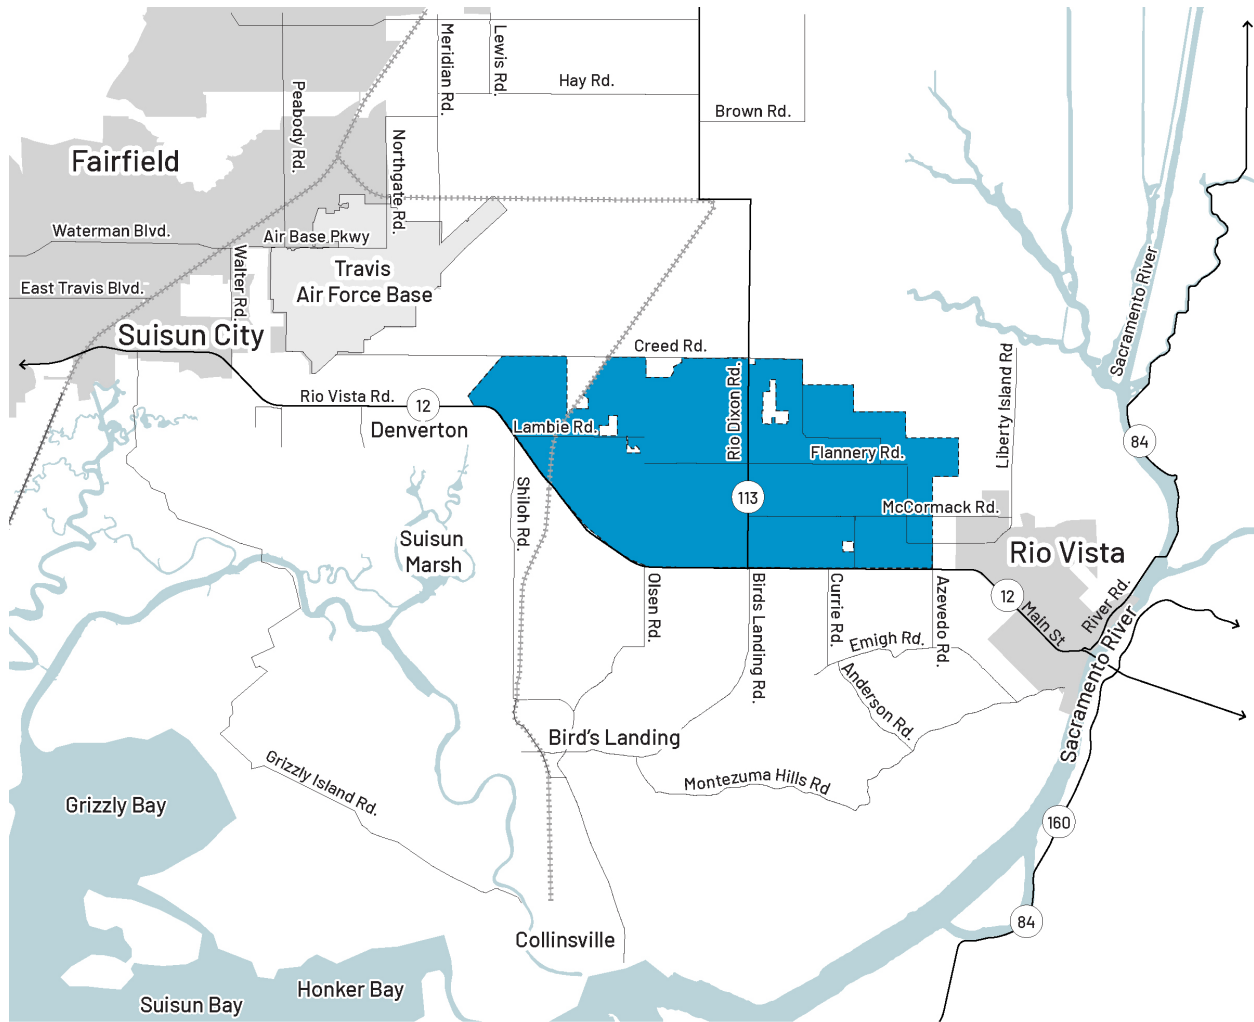 Meridian Rd.
Lewis Rd.
Hay Rd.
Peabody Rd.
Brown Rd.
Northgate Rd.
Fairfield
Waterman Blvd.
Air Base Pkwy
Walter Rd.
Travis
Air Force Base
East Travis Blvd.
Suisun City
Sacramento River
Creed Rd.
Rio Vista Rd.
12
Denverton
Lambie Rd.
Rio Dixon Rd.
Flannery Rd.
Liberty Island Rd
84
113
McCormack Rd.
Shiloh Rd.
Suisun
Marsh
Rio Vista
Olsen Rd.
Birds Landing Rd.
Currie Rd.
Azevedo Rd.
12
Main St
River Rd.
Emigh Rd.
Anderson Rd.
Sacramento River
Bird's Landing
Montezuma Hills Rd
Grizzly Island Rd.
Grizzly Bay
160
84
Collinsville
Honker Bay
Suisun Bay